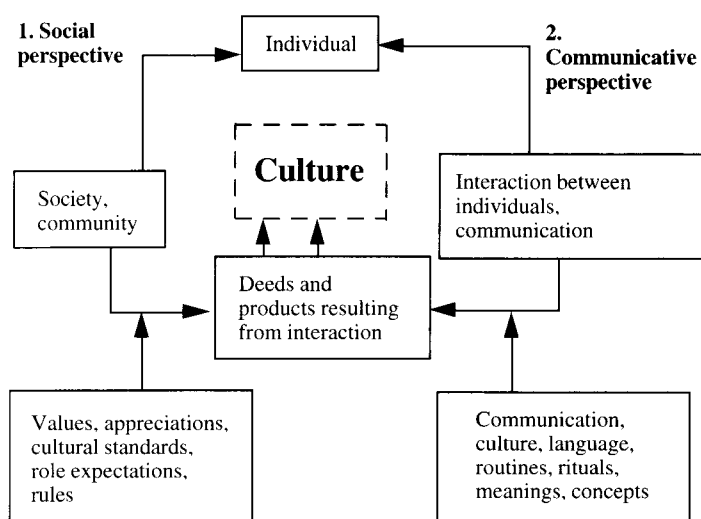 1. Social
perspective
Individual
2.
Communicative
perspective
Culture
Society,
community
Interaction between
individuals,
communication
Deeds and
products resulting
from interaction
Values, appreciations,
cultural standards,
role expectations,
rules
Communication,
culture, language,
routines, rituals,
meanings, concepts